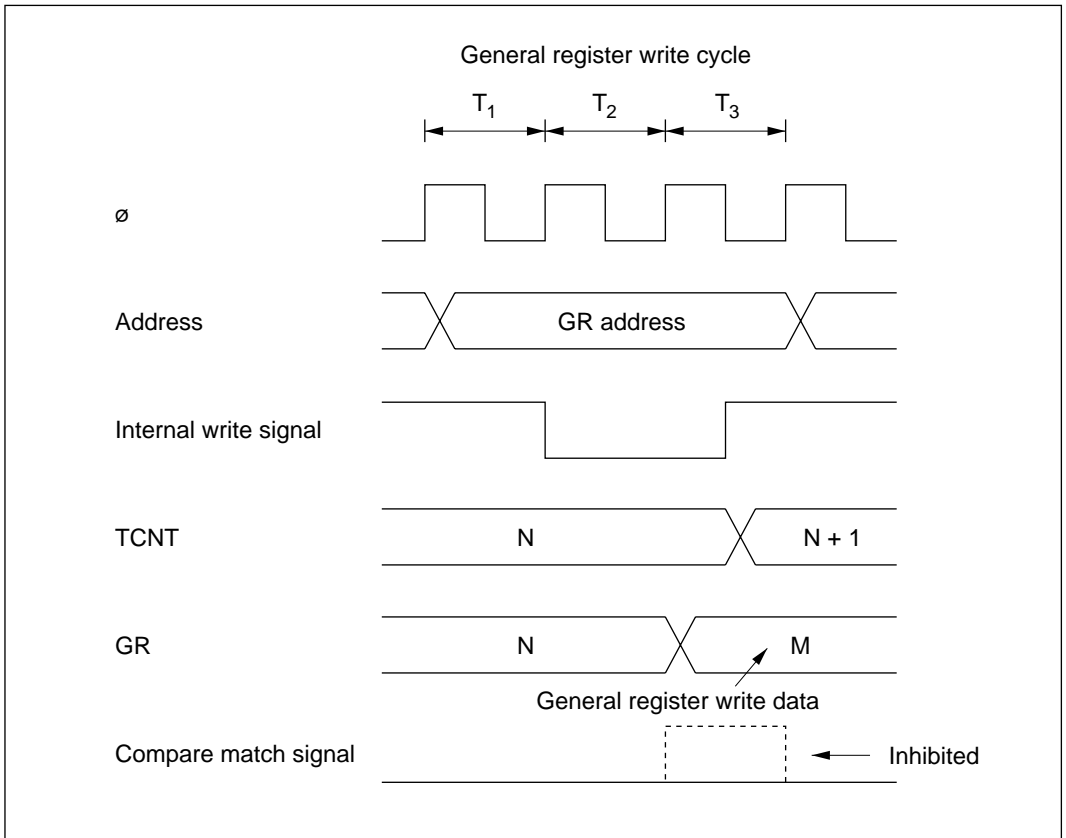 General register write cycle
T1 T2 T3
ø
Address GR address
Internal write signal
TCNT N N + 1
GR N M
General register write data
Compare match signal Inhibited